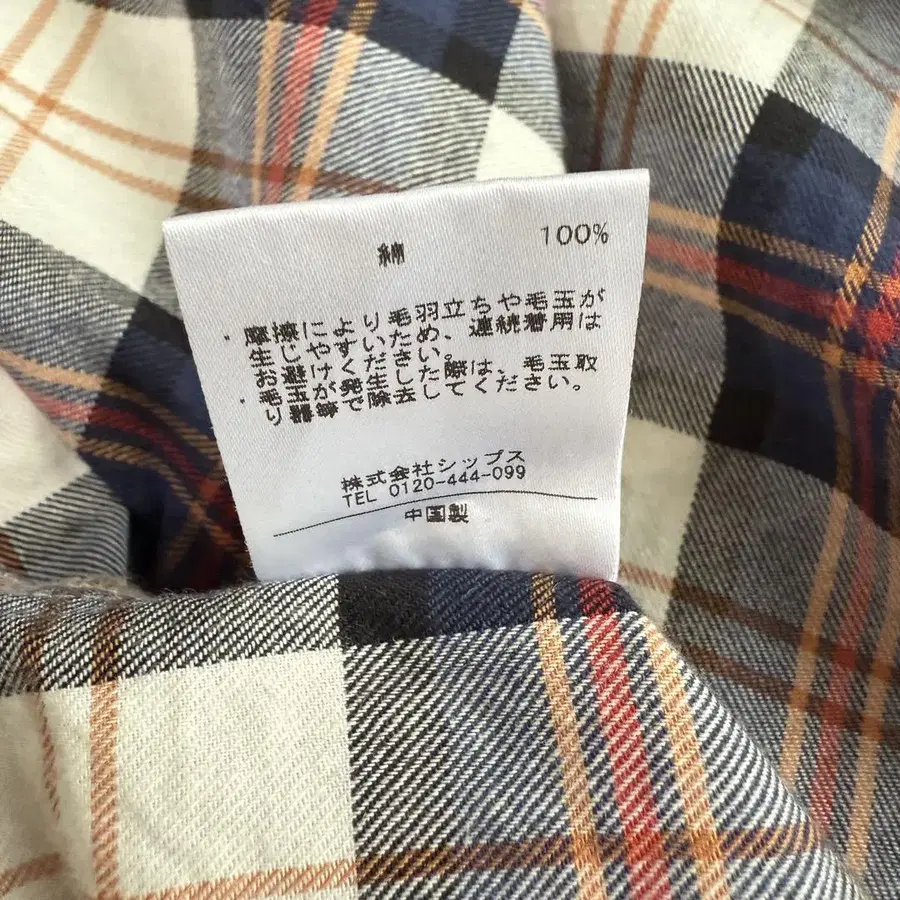 綿 100%
・摩擦により毛羽立ちや毛玉が
生じやすいため、連続着用は
お避けください。
・毛玉が発生した際は、毛玉取
り器等で除去してください。
株式会社シップス
TEL 0120-444-099
中国製